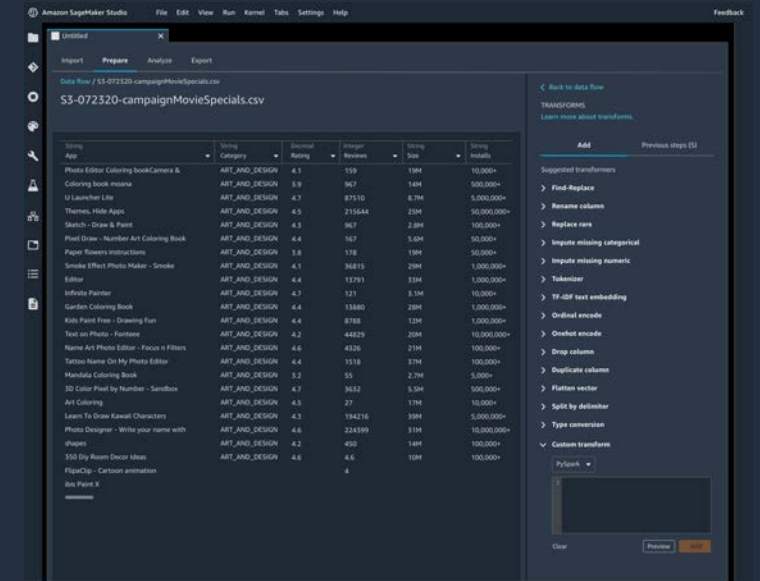 Amazon SageMaker Studio File Edit View Run Kernel Tabs Settings Help Feedback
Untitled X
Import Prepare Analyze Export
Data flow / S3-072320-campaignMovieSpecials.csv
S3-072320-campaignMovieSpecials.csv
String String Decimal Integer String String
App Category Rating Reviews Size Installs
Photo Editor Coloring bookCamera & ART_AND_DESIGN 4.1 159 19M 10,000+
Coloring book moana ART_AND_DESIGN 3.9 967 14M 500,000+
U Launcher Lite ART_AND_DESIGN 4.7 87510 8.7M 5,000,000+
Themes, Hide Apps ART_AND_DESIGN 4.5 215644 25M 50,000,000+
Sketch - Draw & Paint ART_AND_DESIGN 4.3 967 2.8M 100,000+
Pixel Draw - Number Art Coloring Book ART_AND_DESIGN 4.4 167 5.6M 50,000+
Paper flowers instructions ART_AND_DESIGN 3.8 178 19M 50,000+
Smoke Effect Photo Maker - Smoke ART_AND_DESIGN 4.1 36815 29M 1,000,000+
Editor ART_AND_DESIGN 4.4 13791 33M 1,000,000+
Infinite Painter ART_AND_DESIGN 4.7 121 3.1M 10,000+
Garden Coloring Book ART_AND_DESIGN 4.4 13880 28M 1,000,000+
Kids Paint Free - Drawing Fun ART_AND_DESIGN 4.4 8788 12M 1,000,000+
Text on Photo - Fonteee ART_AND_DESIGN 4.2 44829 20M 10,000,000+
Name Art Photo Editor - Focus n Filters ART_AND_DESIGN 4.6 4326 21M 100,000+
Tattoo Name On My Photo Editor ART_AND_DESIGN 4.4 1518 37M 100,000+
Mandala Coloring Book ART_AND_DESIGN 3.2 55 2.7M 5,000+
3D Color Pixel by Number - Sandbox ART_AND_DESIGN 4.7 3632 5.5M 500,000+
Art Coloring ART_AND_DESIGN 4.5 27 17M 10,000+
Learn To Draw Kawaii Characters ART_AND_DESIGN 4.3 194216 39M 5,000,000+
Photo Designer - Write your name with ART_AND_DESIGN 4.6 224399 31M 10,000,000+
shapes ART_AND_DESIGN 4.2 450 14M 100,000+
350 Diy Room Decor Ideas ART_AND_DESIGN 4.6 4.6 10M 100,000+
FlipaClip - Cartoon animation 4
ibis Paint X
Back to data flow
TRANSFORMS
Learn more about transforms.
Add Previous steps (5)
Suggested transformers
Find-Replace
Rename column
Replace rare
Impute missing categorical
Impute missing numeric
Tokenizer
TF-IDF text embedding
Ordinal encode
Onehot encode
Drop column
Duplicate column
Flatten vector
Split by delimiter
Type conversion
Custom transform
PySpark
1
Clear Preview Add